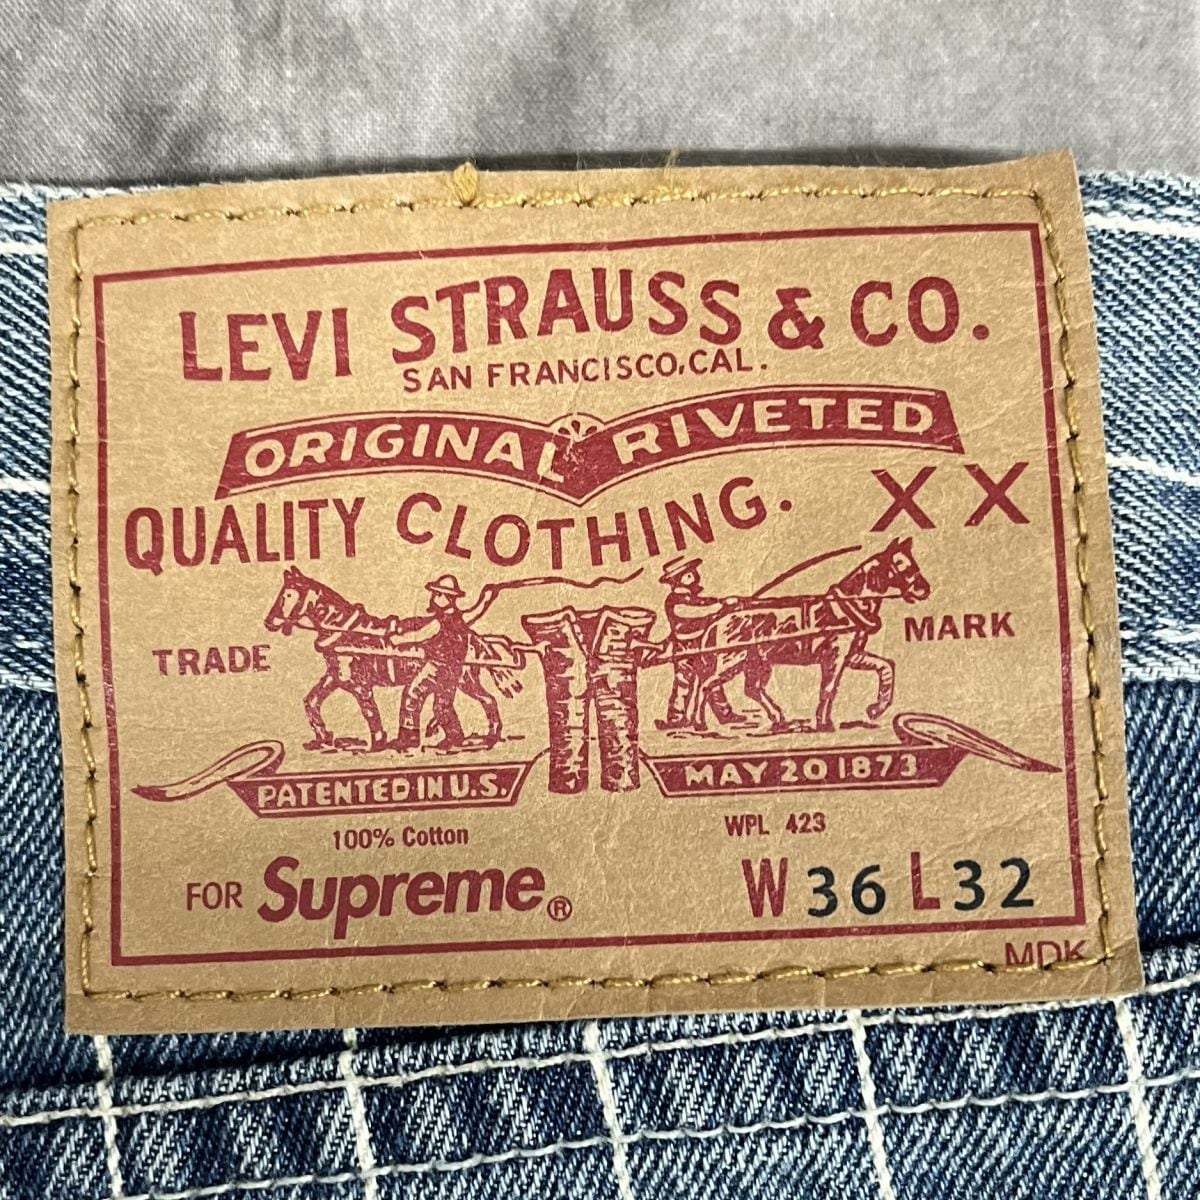 LEVI STRAUSS & CO.
SAN FRANCISCO, CAL.
ORIGINAL RIVETED
QUALITY CLOTHING. XX
TRADE MARK
PATENTED IN U.S. MAY 20 1873
100% Cotton WPL 423
FOR Supreme® W 36 L 32
MDK